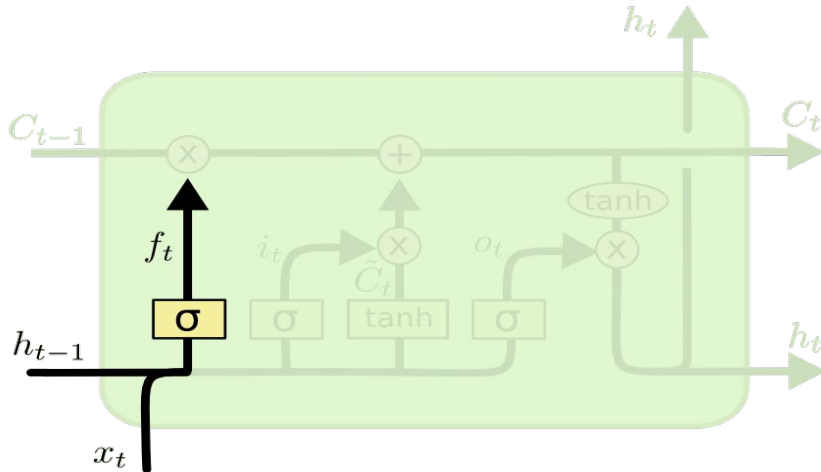 h_t
C_{t-1}
C_t
×
+
tanh
f_t
i_t
×
o_t
×
C̃_t
σ
σ
tanh
σ
h_{t-1}
h_t
x_t